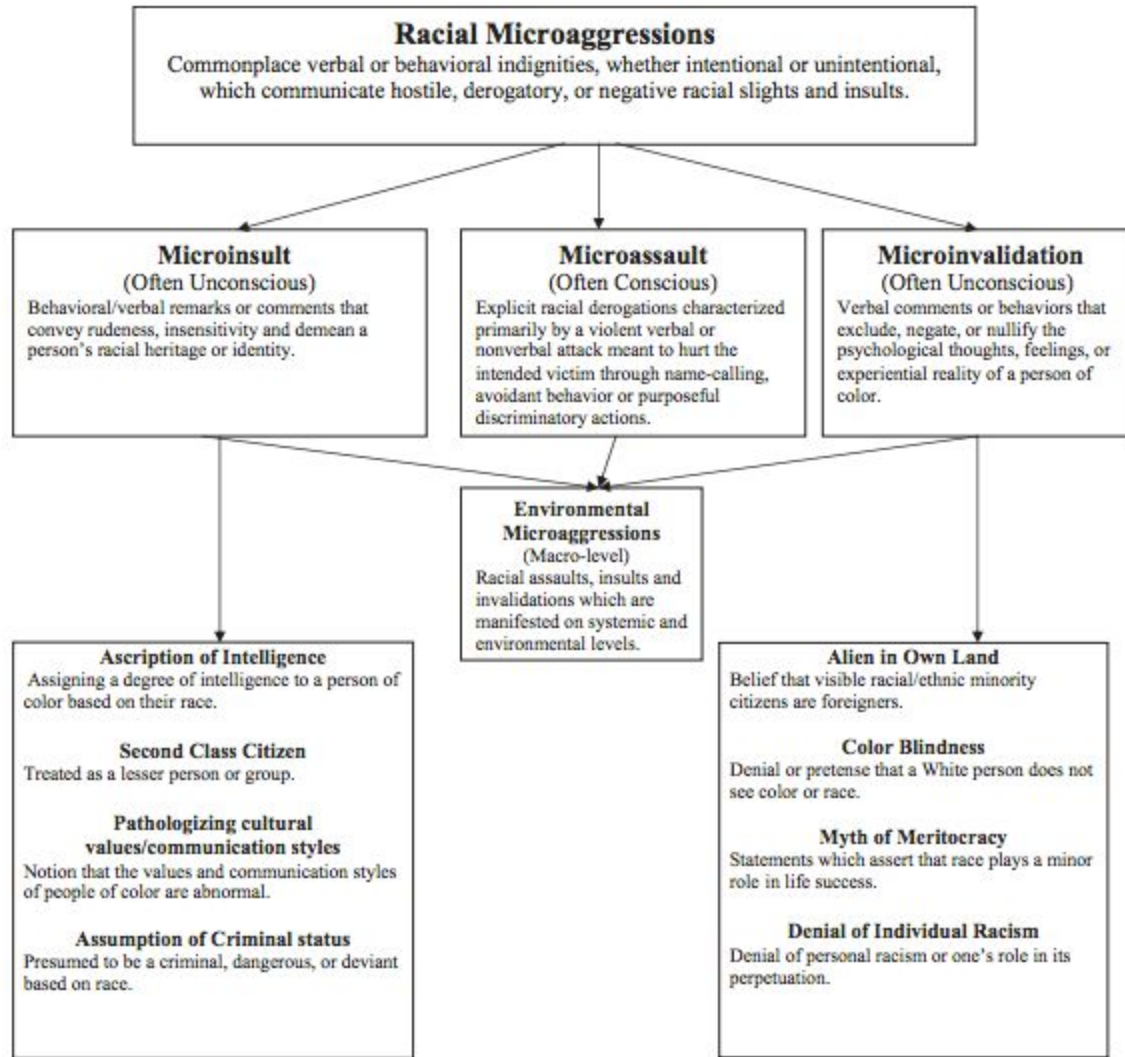 Racial Microaggressions
Commonplace verbal or behavioral indignities, whether intentional or unintentional,
which communicate hostile, derogatory, or negative racial slights and insults.
Microinsult
(Often Unconscious)
Behavioral/verbal remarks or comments that
convey rudeness, insensitivity and demean a
person's racial heritage or identity.
Microassault
(Often Conscious)
Explicit racial derogations characterized
primarily by a violent verbal or
nonverbal attack meant to hurt the
intended victim through name-calling,
avoidant behavior or purposeful
discriminatory actions.
Microinvalidation
(Often Unconscious)
Verbal comments or behaviors that
exclude, negate, or nullify the
psychological thoughts, feelings, or
experiential reality of a person of
color.
Environmental
Microaggressions
(Macro-level)
Racial assaults, insults and
invalidations which are
manifested on systemic and
environmental levels.
Ascription of Intelligence
Assigning a degree of intelligence to a person of
color based on their race.
Second Class Citizen
Treated as a lesser person or group.
Pathologizing cultural
values/communication styles
Notion that the values and communication styles
of people of color are abnormal.
Assumption of Criminal status
Presumed to be a criminal, dangerous, or deviant
based on race.
Alien in Own Land
Belief that visible racial/ethnic minority
citizens are foreigners.
Color Blindness
Denial or pretense that a White person does not
see color or race.
Myth of Meritocracy
Statements which assert that race plays a minor
role in life success.
Denial of Individual Racism
Denial of personal racism or one's role in its
perpetuation.